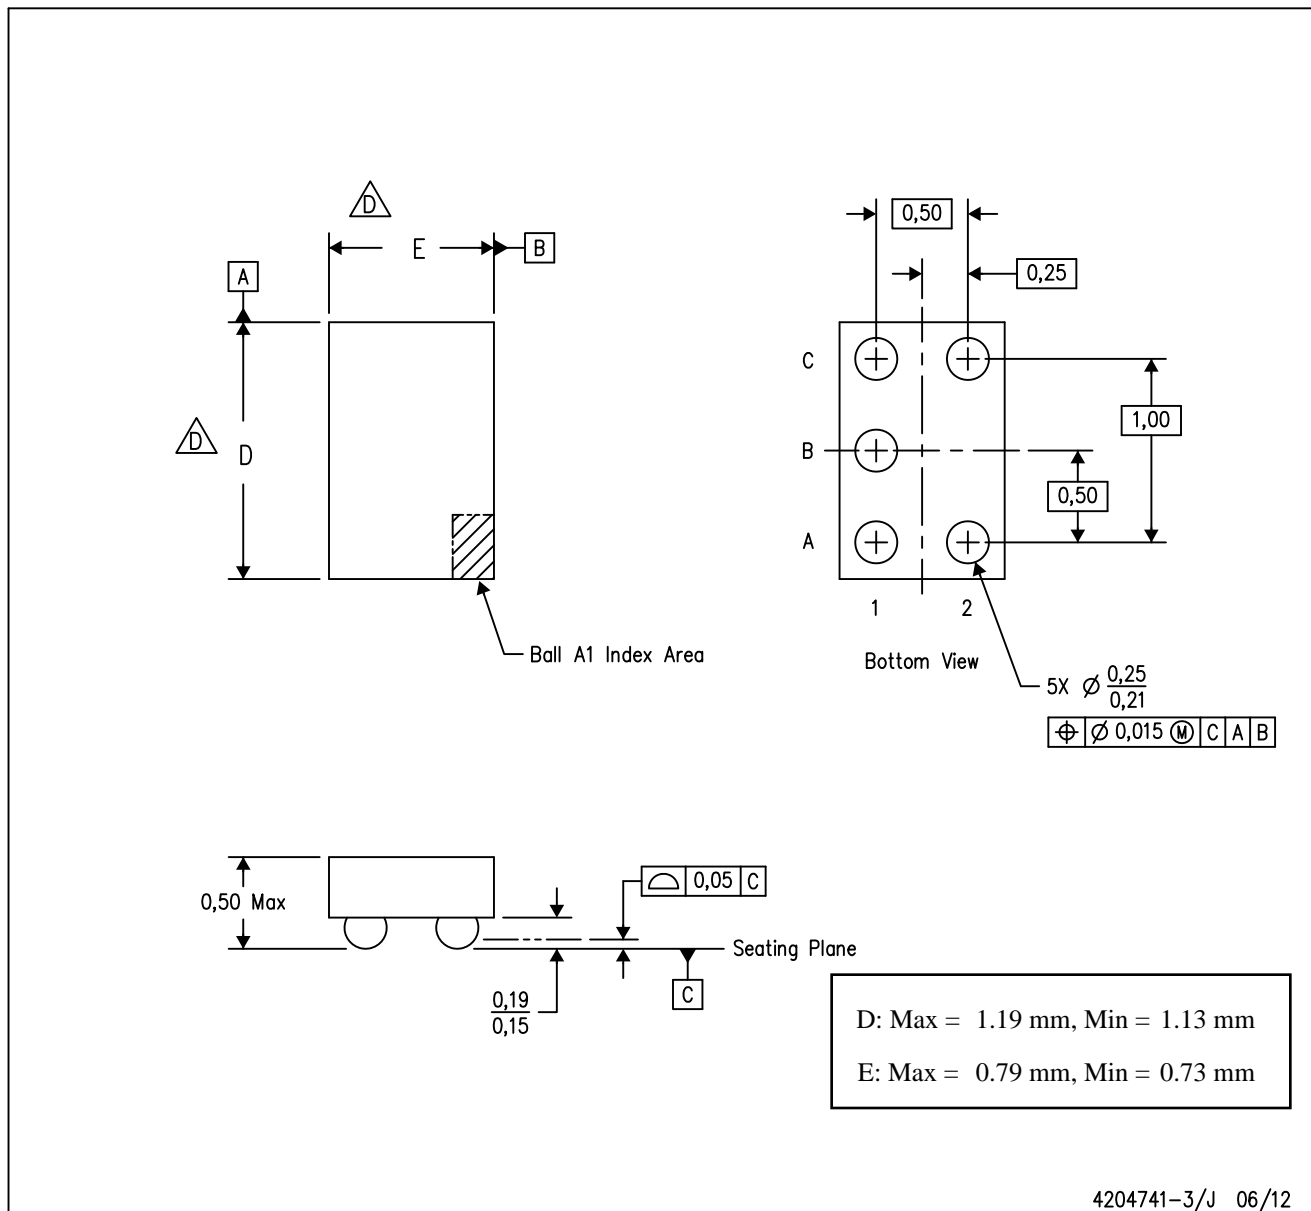 D
E
B
A
D
D
Ball A1 Index Area
0,50
0,25
C
B
A
1,00
0,50
1
2
Bottom View
5X Ø 0,25
0,21
⌖ Ø 0,015 Ⓜ C A B
0,50 Max
⌓ 0,05 C
Seating Plane
C
0,19
0,15
D: Max = 1.19 mm, Min = 1.13 mm
E: Max = 0.79 mm, Min = 0.73 mm
4204741-3/J 06/12